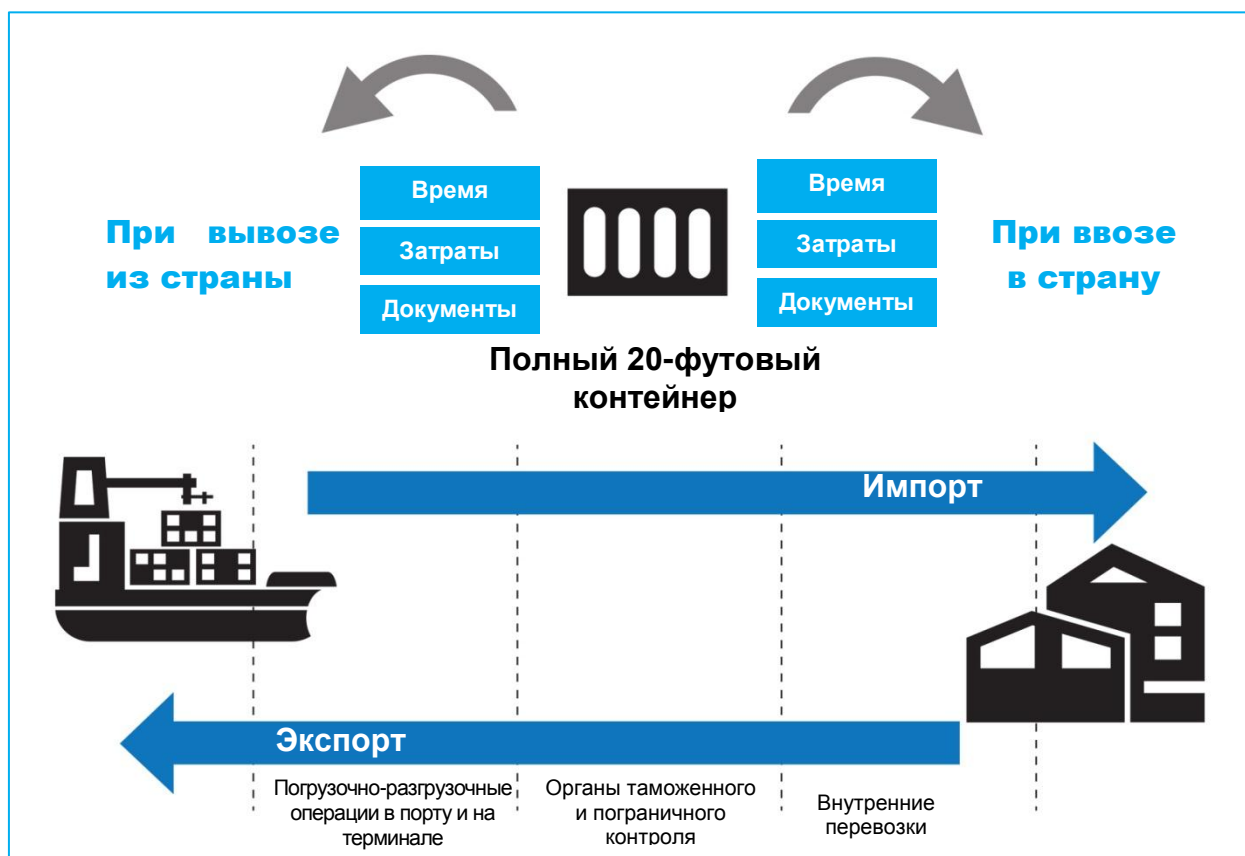 Время
Затраты
Документы
При вывозе
из страны
Время
Затраты
Документы
При ввозе
в страну
Полный 20-футовый
контейнер
Импорт
Экспорт
Погрузочно-разгрузочные
операции в порту и на
терминале
Органы таможенного
и пограничного
контроля
Внутренние
перевозки